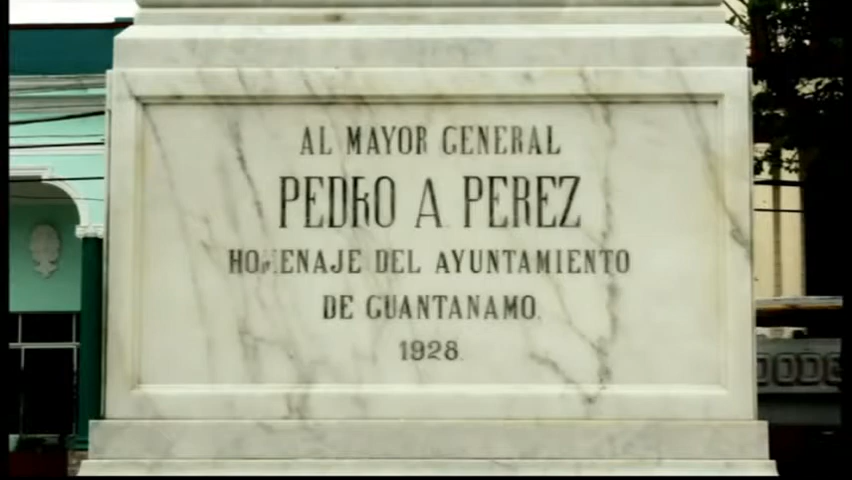 AL MAYOR GENERAL
PEDRO A. PEREZ
HOMENAJE DEL AYUNTAMIENTO
DE GUANTANAMO.
1928.